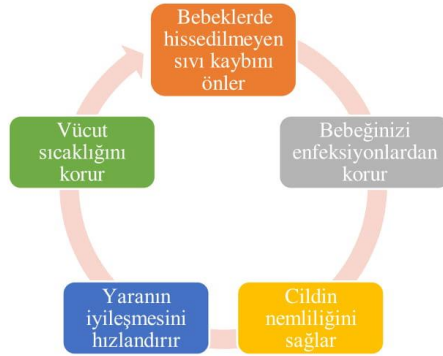 Bebeklerde
hissedilmeyen
sıvı kaybını
önler
Bebeğinizi
enfeksiyonlardan
korur
Cildin
nemliliğini
sağlar
Yaranın
iyileşmesini
hızlandırır
Vücut
sıcaklığını
korur